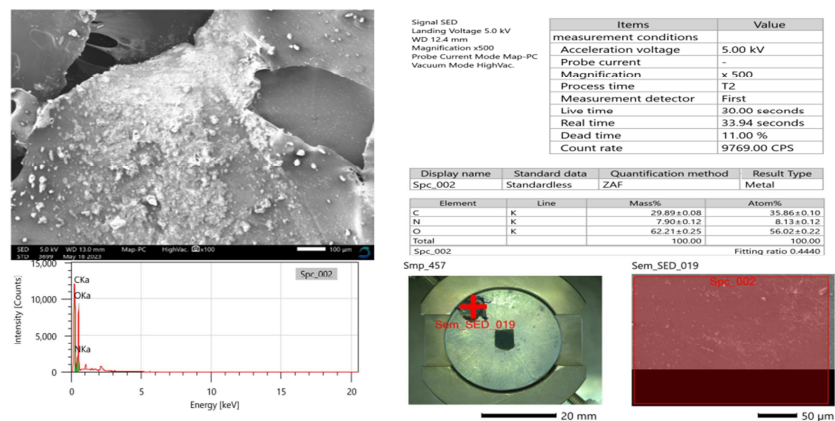 Signal SED
Landing Voltage 5.0 kV
WD 12.4 mm
Magnification x500
Probe Current Mode Map-PC
Vacuum Mode HighVac.
Items Value
measurement conditions
Acceleration voltage 5.00 kV
Probe current -
Magnification x 500
Process time T2
Measurement detector First
Live time 30.00 seconds
Real time 33.94 seconds
Dead time 11.00 %
Count rate 9769.00 CPS
Display name Standard data Quantification method Result Type
Spc_002 Standardless ZAF Metal
Element Line Mass% Atom%
C K 29.89±0.08 35.86±0.10
N K 7.90±0.12 8.13±0.12
O K 62.21±0.25 56.02±0.22
Total 100.00 100.00
Spc_002 Fitting ratio 0.4440
SED 5.0 kV WD 13.0 mm Map-PC HighVac. x100 100 μm
STD 3699 May 18 2023
15,000
10,000
5,000
0
Intensity [Counts]
CKa
OKa
NKa
Spc_002
0 5 10 15 20
Energy [keV]
Smp_457
Sem_SED_019
20 mm
Sem_SED_019
Spc_002
50 μm